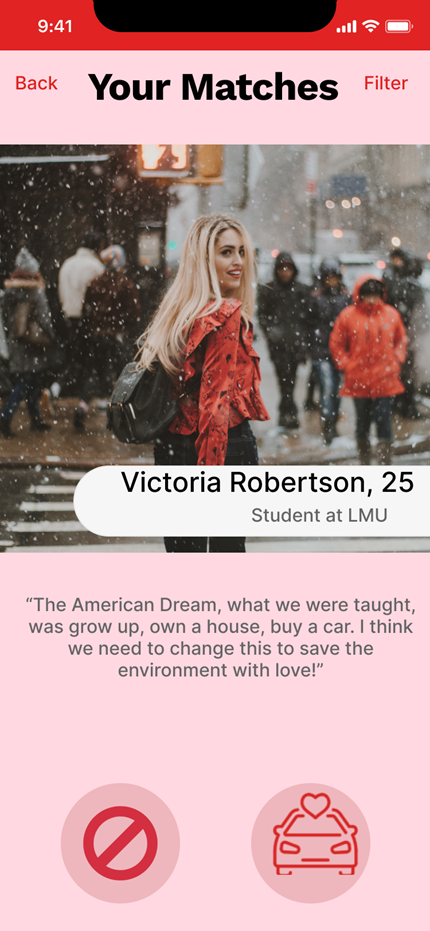 9:41
Back
Your Matches
Filter
Victoria Robertson, 25
Student at LMU
“The American Dream, what we were taught,
was grow up, own a house, buy a car. I think
we need to change this to save the
environment with love!”